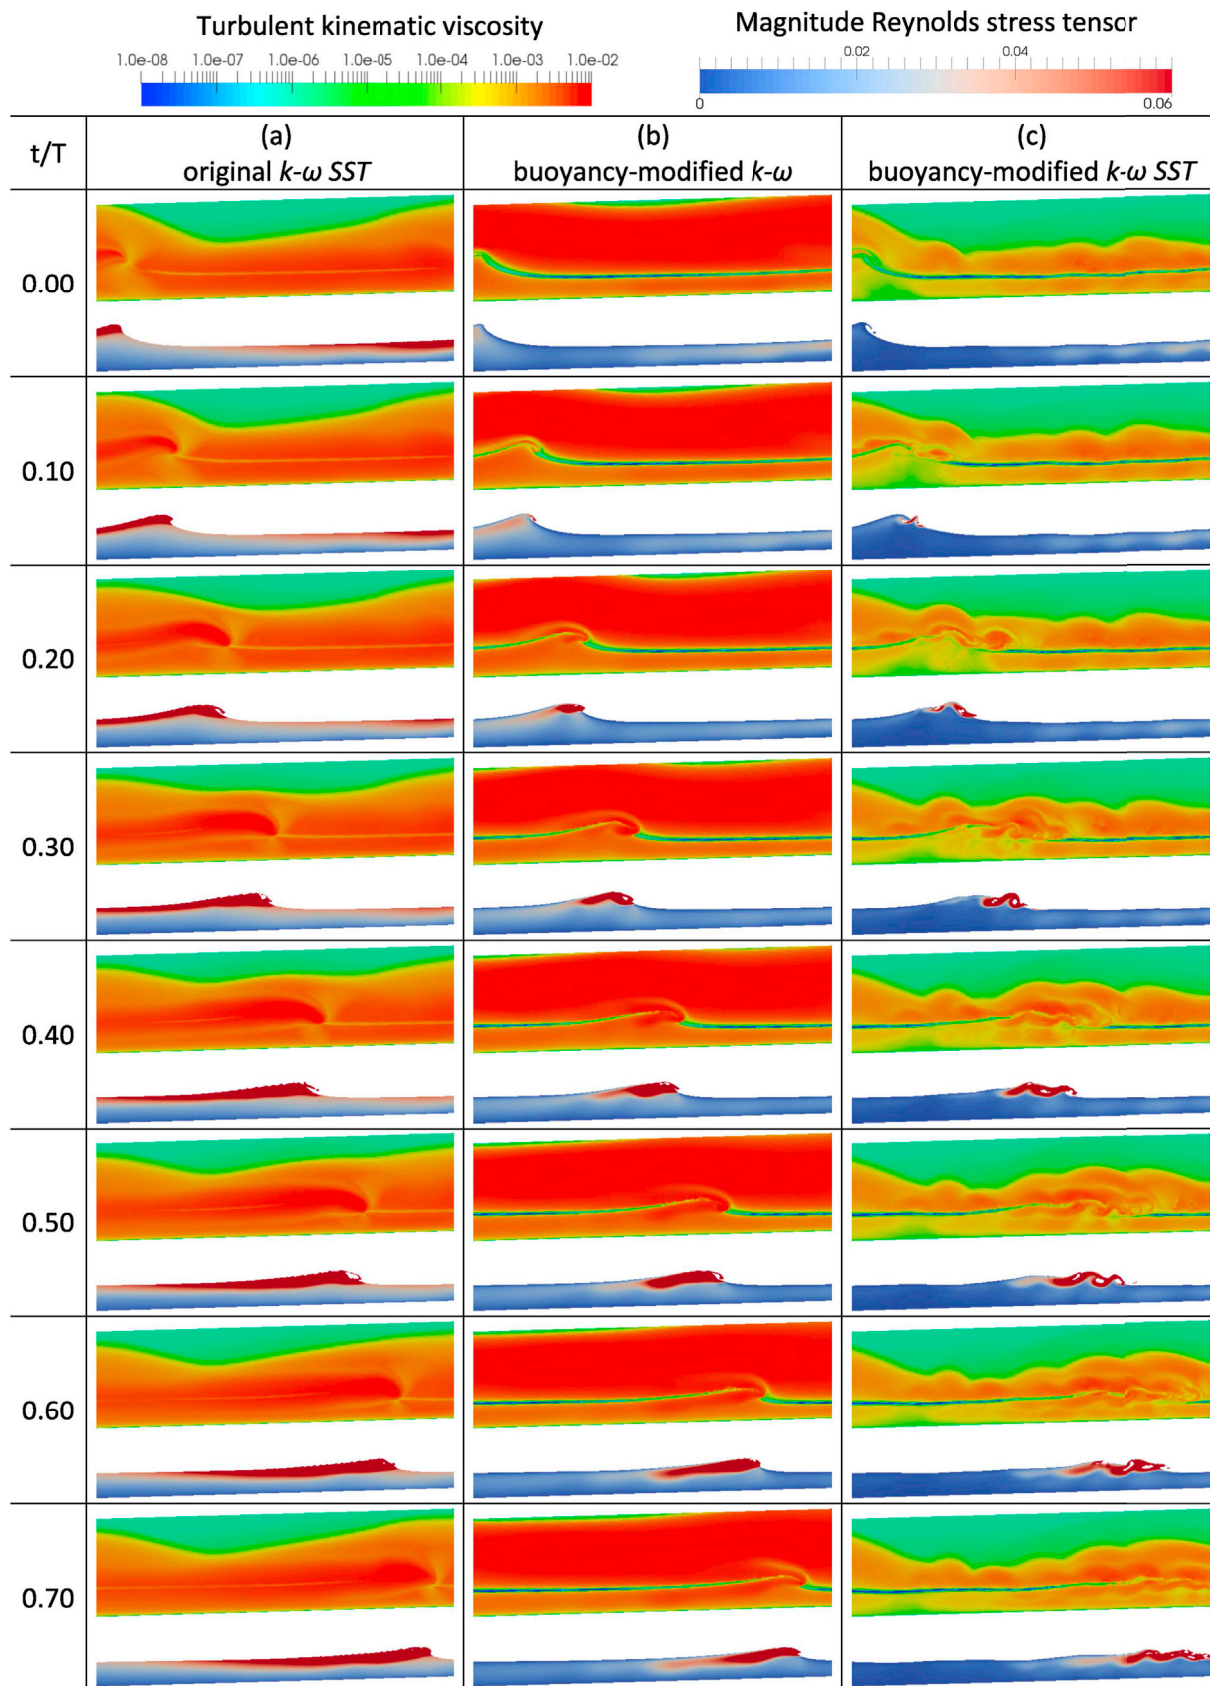 Turbulent kinematic viscosity
1.0e-08 1.0e-07 1.0e-06 1.0e-05 1.0e-04 1.0e-03 1.0e-02
Magnitude Reynolds stress tensor
0.02 0.04
0 0.06
t/T
(a)
original k-ω SST
(b)
buoyancy-modified k-ω
(c)
buoyancy-modified k-ω SST
0.00
0.10
0.20
0.30
0.40
0.50
0.60
0.70